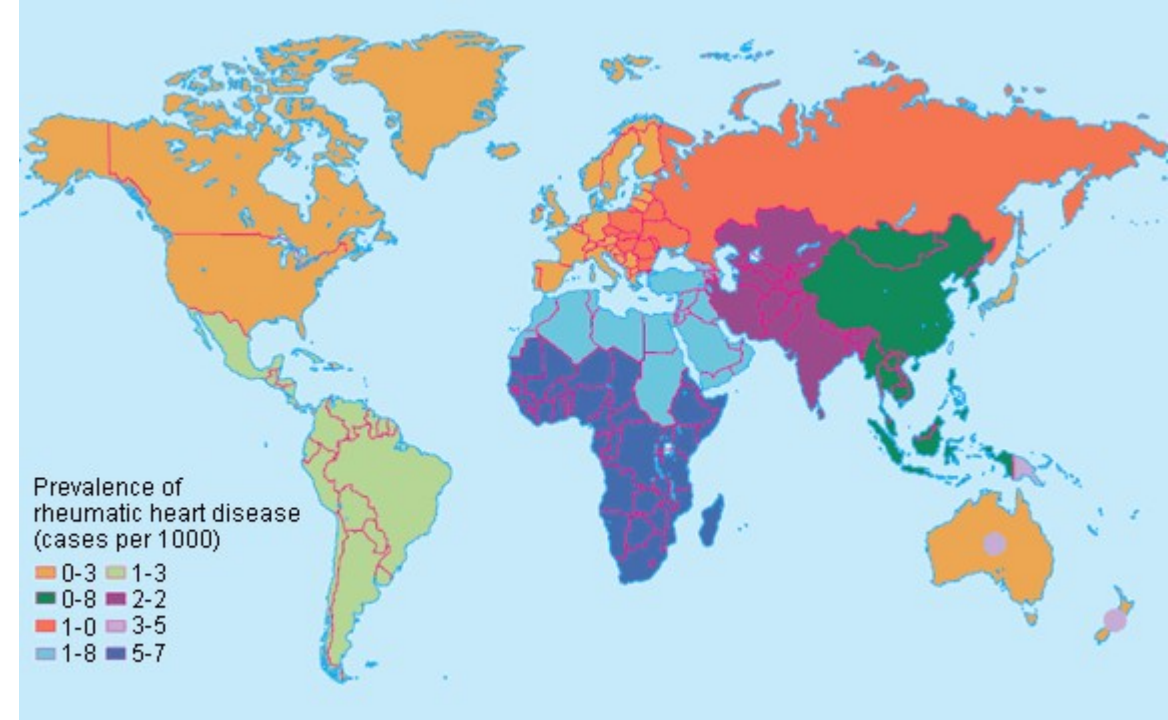 Prevalence of
rheumatic heart disease
(cases per 1000)
0-3 1-3
0-8 2-2
1-0 3-5
1-8 5-7